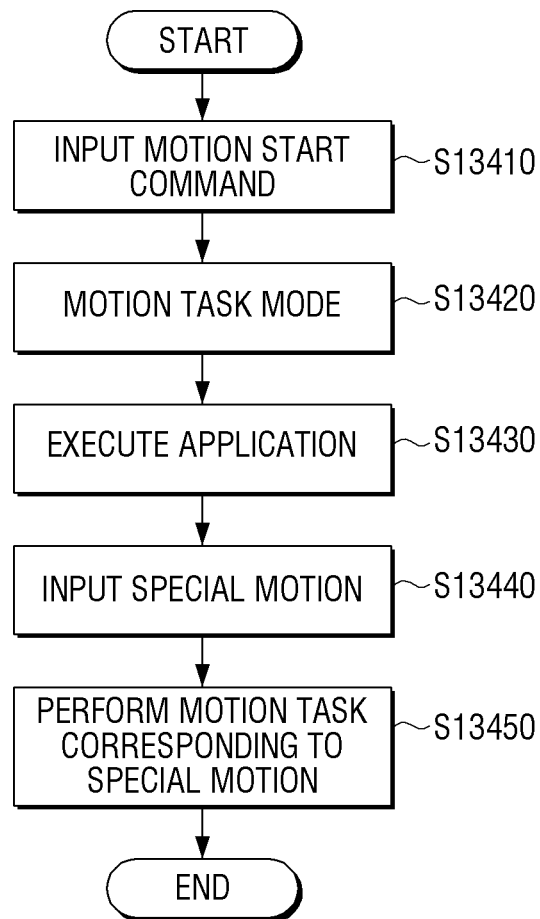 START
INPUT MOTION START
COMMAND
S13410
MOTION TASK MODE
S13420
EXECUTE APPLICATION
S13430
INPUT SPECIAL MOTION
S13440
PERFORM MOTION TASK
CORRESPONDING TO
SPECIAL MOTION
S13450
END